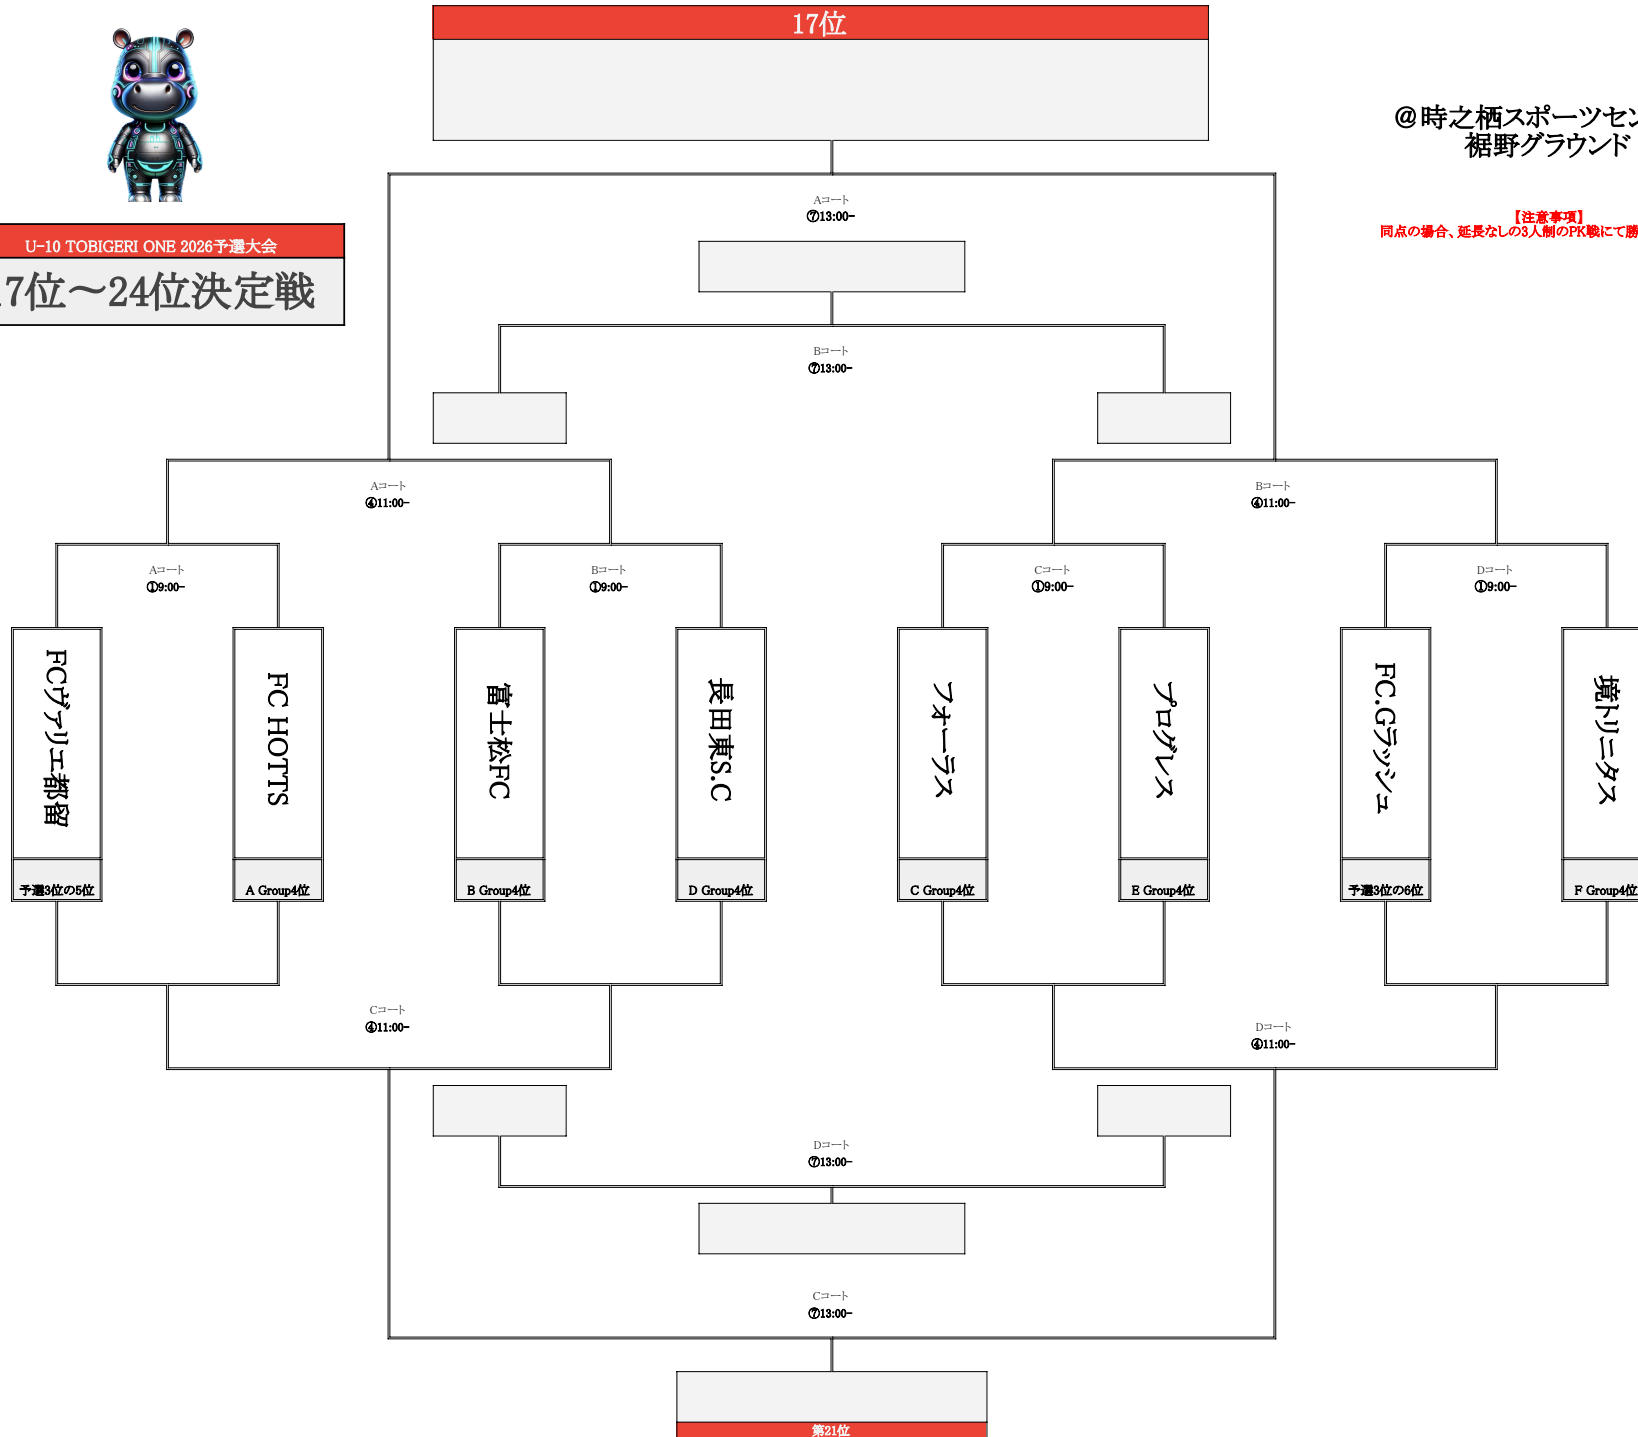 17位
@時之栖スポーツセン
裾野グラウンド
Aコート
⑦13:00-
【注意事項】
同点の場合、延長なしの3人制のPK戦にて勝
U-10 TOBIGERI ONE 2026予選大会
7位～24位決定戦
Bコート
⑦13:00-
Aコート
④11:00-
Bコート
④11:00-
Aコート
①9:00-
Bコート
①9:00-
Cコート
①9:00-
Dコート
①9:00-
FCヴァリエ都留
FC HOTTS
富士松FC
長田東S.C
フォーラス
プログレス
FC.Gラッシュ
境トリニタス
予選3位の5位
A Group4位
B Group4位
D Group4位
C Group4位
E Group4位
予選3位の6位
F Group4位
Cコート
④11:00-
Dコート
④11:00-
Dコート
⑦13:00-
Cコート
⑦13:00-
第21位